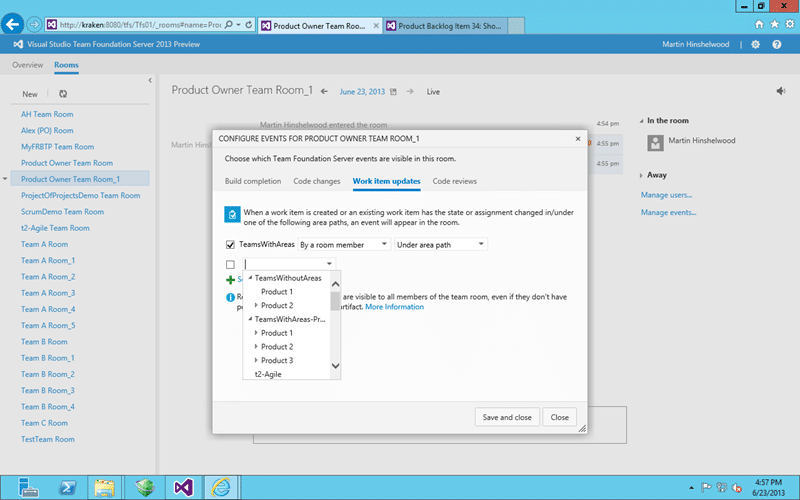 http://kraken:8080/tfs/Tfs01/_rooms#name=Proc
Product Owner Team Roo...
Product Backlog Item 34: Sho...
Visual Studio Team Foundation Server 2013 Preview
Martin Hinshelwood
Overview
Rooms
New
AH Team Room
Alex (PO) Room
MyFRBTP Team Room
Product Owner Team Room
Product Owner Team Room_1
ProjectOfProjectsDemo Team Room
ScrumDemo Team Room
t2-Agile Team Room
Team A Room
Team A Room_1
Team A Room_2
Team A Room_3
Team A Room_4
Team A Room_5
Team B Room
Team B Room_1
Team B Room_2
Team B Room_3
Team B Room_4
Team C Room
TestTeam Room
Product Owner Team Room_1
June 23, 2013
Live
Martin Hinshelwood entered the room
4:54 pm
Martin Hins
4:55 pm
4:55 pm
In the room
Martin Hinshelwood
Away
Manage users...
Manage events...
CONFIGURE EVENTS FOR PRODUCT OWNER TEAM ROOM_1
Choose which Team Foundation Server events are visible in this room.
Build completion
Code changes
Work item updates
Code reviews
When a work item is created or an existing work item has the state or assignment changed in/under
one of the following area paths, an event will appear in the room.
TeamsWithAreas
By a room member
Under area path
TeamsWithoutAreas
Product 1
Product 2
TeamsWithAreas-Pr...
Product 1
Product 2
Product 3
t2-Agile
are visible to all members of the team room, even if they don't have
artifact. More Information
Save and close
Close
4:57 PM
6/23/2013